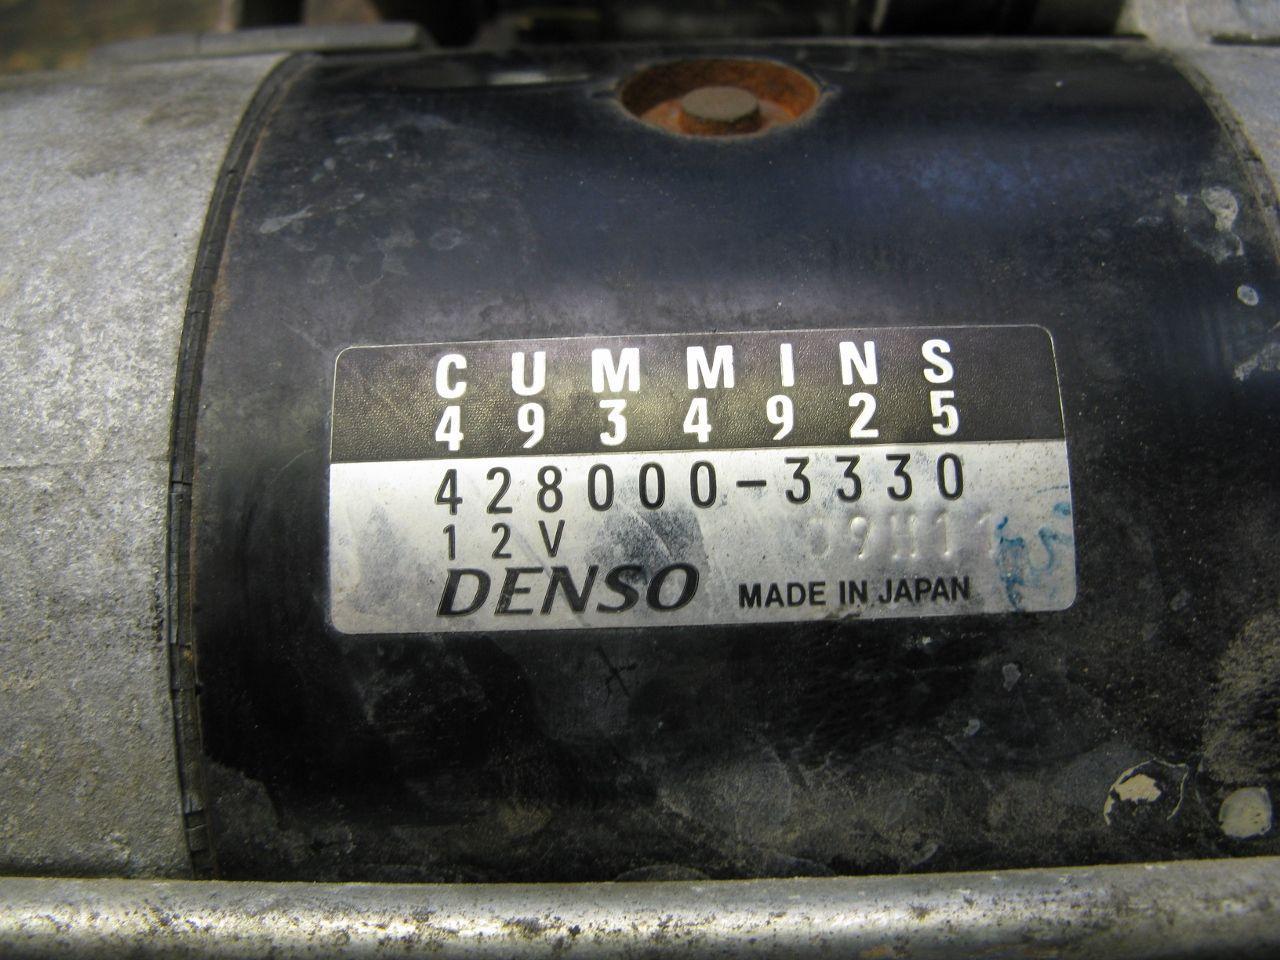 CUMMINS
4934925
428000-3330
12V
DENSO MADE IN JAPAN